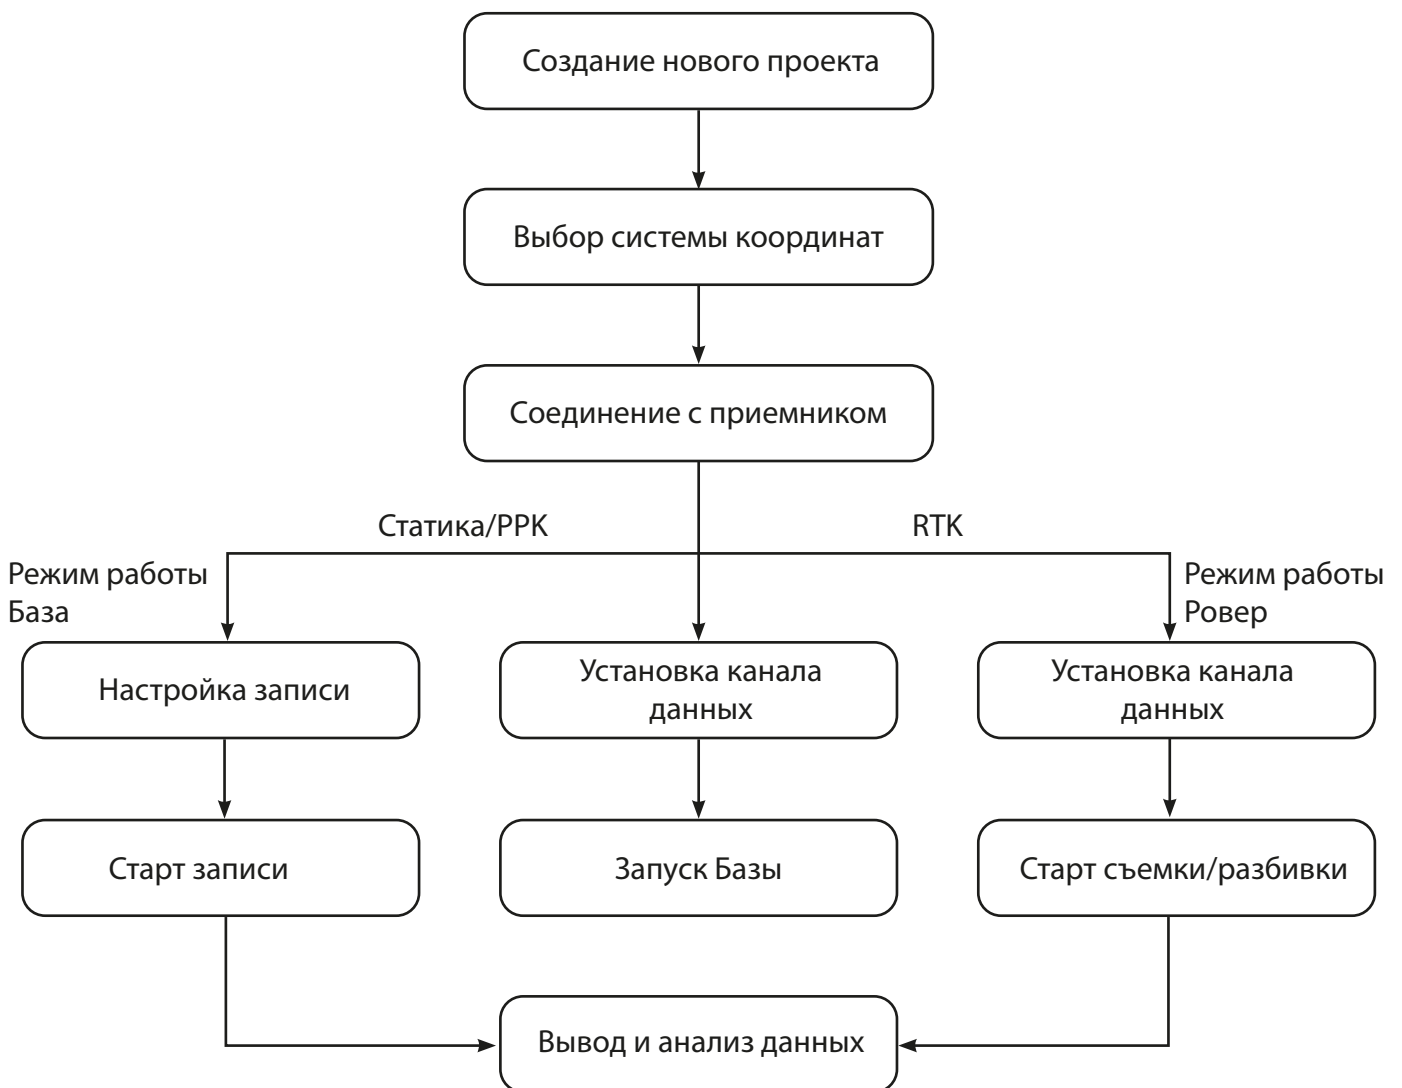 Создание нового проекта
Выбор системы координат
Соединение с приемником
Статика/PPK
RTK
Режим работы
База
Режим работы
Ровер
Настройка записи
Установка канала
данных
Установка канала
данных
Старт записи
Запуск Базы
Старт съемки/разбивки
Вывод и анализ данных